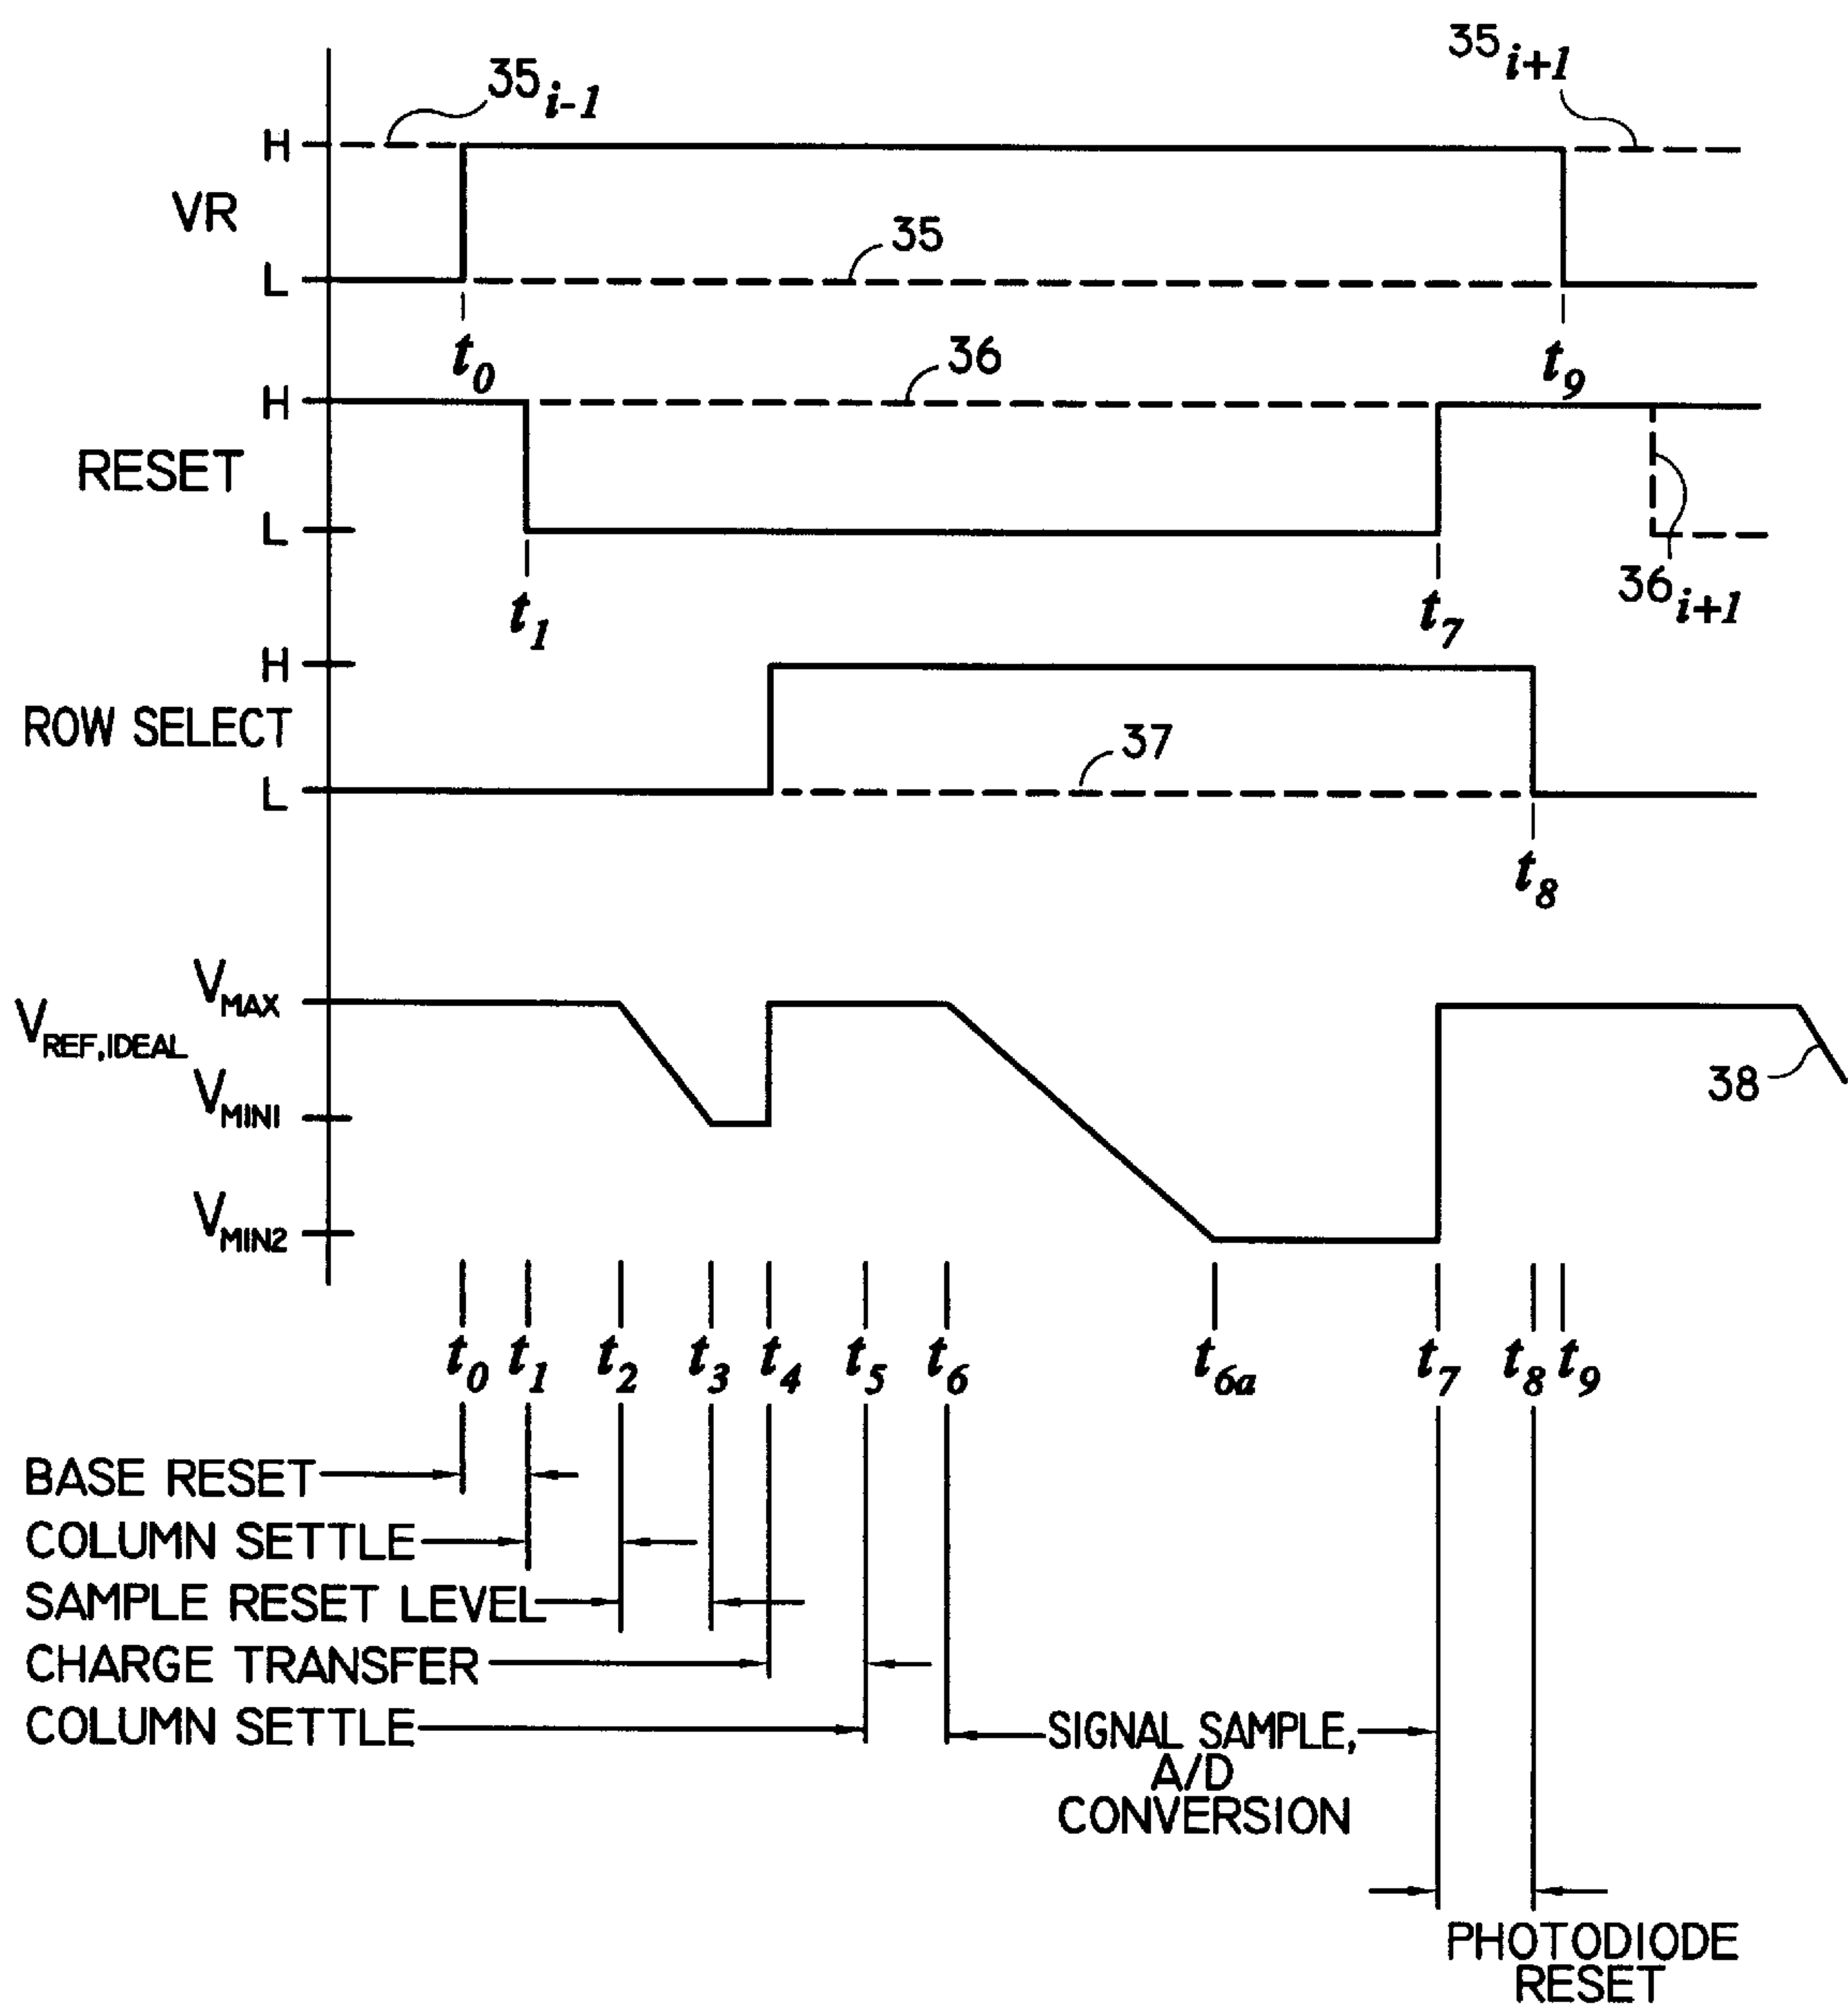 35i-1
35i+1
H
VR
35
L
t0
t9
36
H
RESET
L
36i+1
t1
t7
H
ROW SELECT
37
L
t8
VMAX
VREF,IDEAL
VMIN1
38
VMIN2
t0 t1 t2 t3 t4 t5 t6 t6a t7 t8 t9
BASE RESET
COLUMN SETTLE
SAMPLE RESET LEVEL
CHARGE TRANSFER
COLUMN SETTLE
SIGNAL SAMPLE,
A/D
CONVERSION
PHOTODIODE
RESET